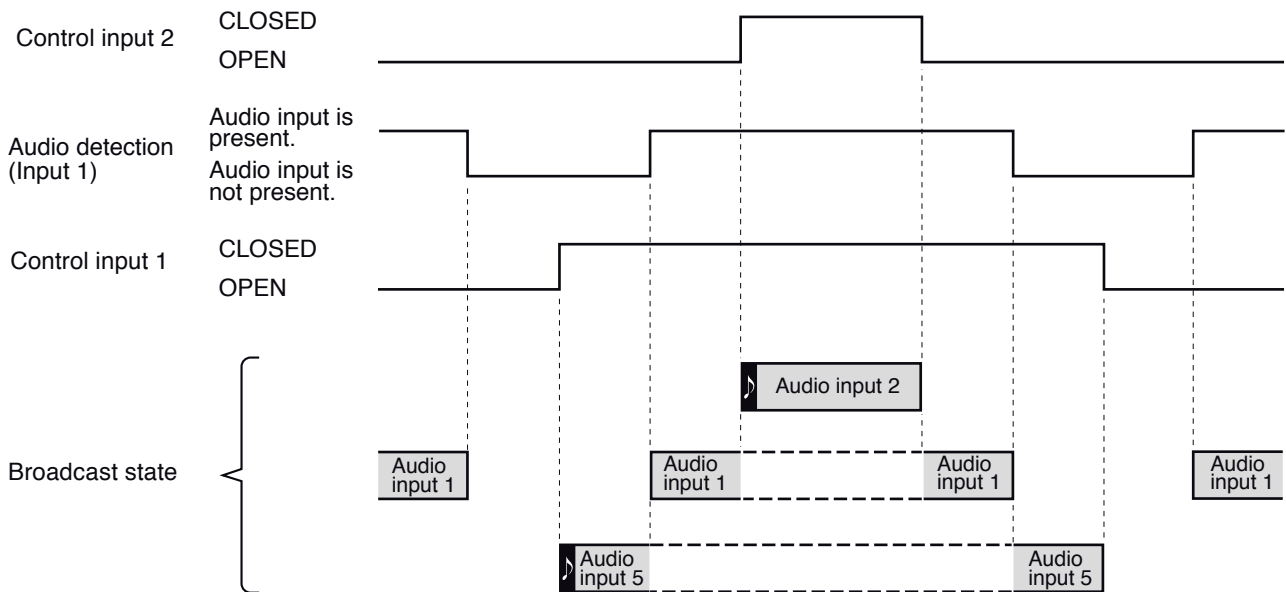 Control input 2
CLOSED
OPEN
Audio detection
(Input 1)
Audio input is
present.
Audio input is
not present.
Control input 1
CLOSED
OPEN
Broadcast state
Audio input 2
Audio
input 1
Audio
input 1
Audio
input 1
Audio
input 1
Audio
input 5
Audio
input 5